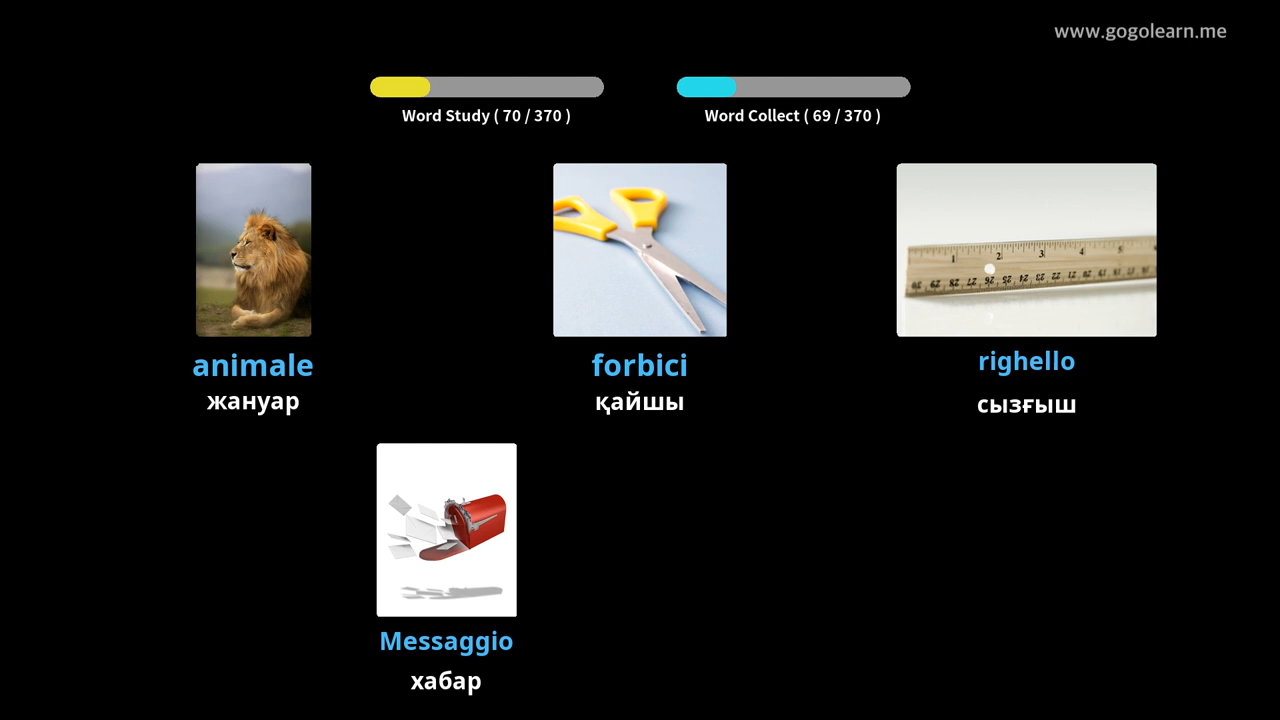 www.gogolearn.me
Word Study ( 70 / 370 )
Word Collect ( 69 / 370 )
animale
жануар
forbici
қайшы
righello
сызғыш
Messaggio
хабар